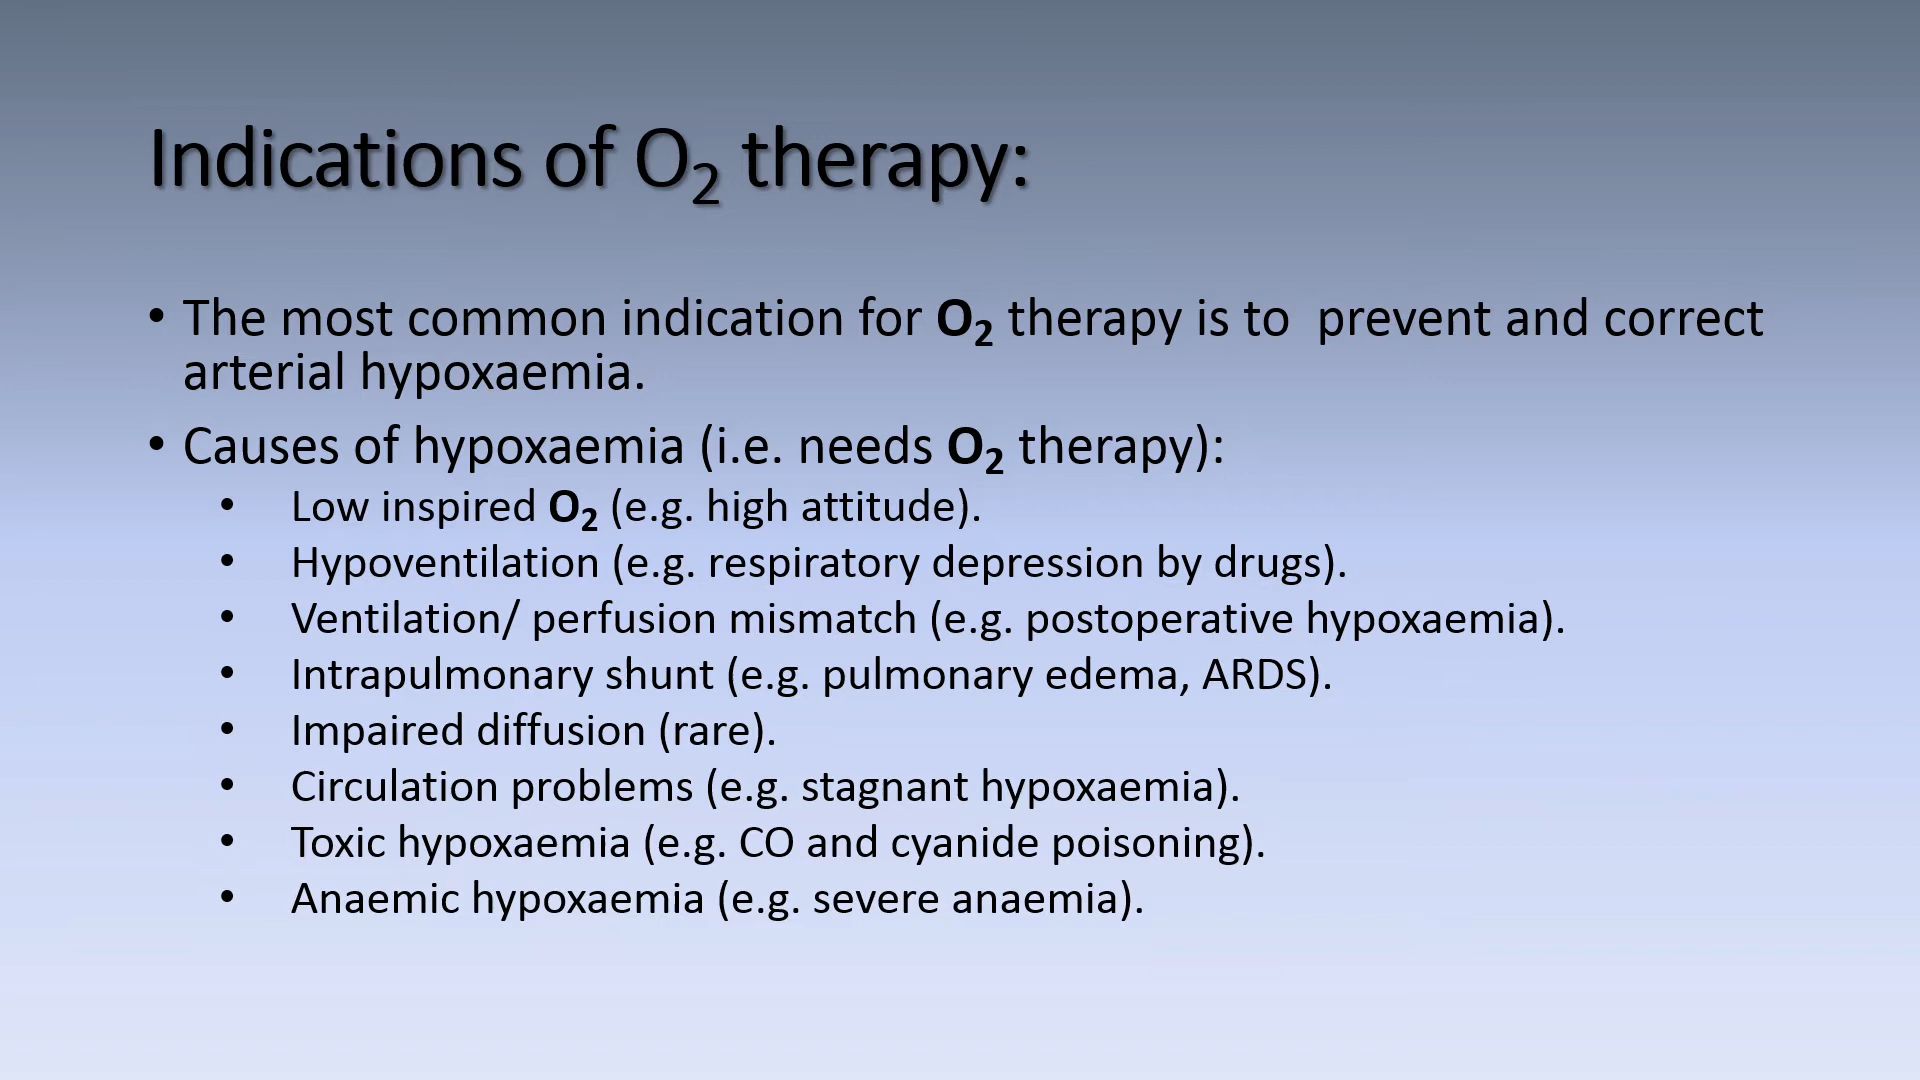 Indications of O₂ therapy:
• The most common indication for O₂ therapy is to  prevent and correct
arterial hypoxaemia.
• Causes of hypoxaemia (i.e. needs O₂ therapy):
• Low inspired O₂ (e.g. high attitude).
• Hypoventilation (e.g. respiratory depression by drugs).
• Ventilation/ perfusion mismatch (e.g. postoperative hypoxaemia).
• Intrapulmonary shunt (e.g. pulmonary edema, ARDS).
• Impaired diffusion (rare).
• Circulation problems (e.g. stagnant hypoxaemia).
• Toxic hypoxaemia (e.g. CO and cyanide poisoning).
• Anaemic hypoxaemia (e.g. severe anaemia).